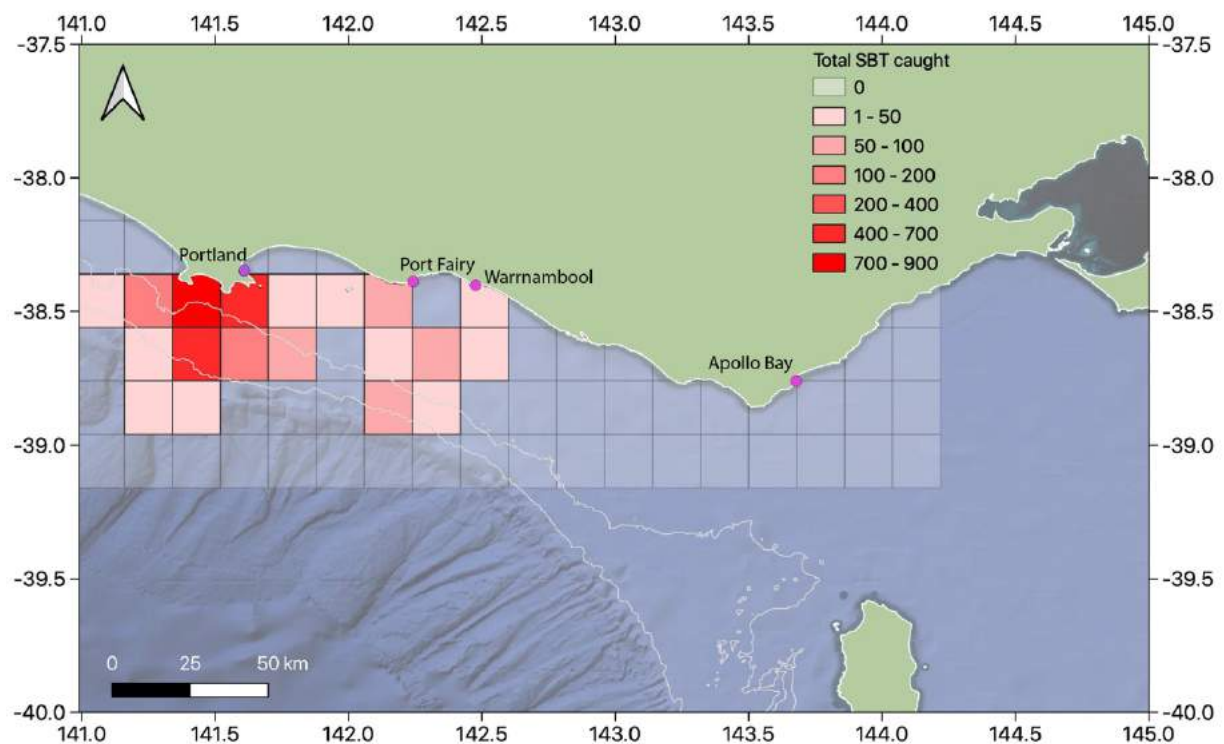 141.0 141.5 142.0 142.5 143.0 143.5 144.0 144.5 145.0
-37.5 -37.5
Total SBT caught
0
1 - 50
50 - 100
100 - 200
200 - 400
400 - 700
700 - 900
-38.0 -38.0
Portland
Port Fairy
Warrnambool
-38.5 -38.5
Apollo Bay
-39.0 -39.0
-39.5 -39.5
0 25 50 km
-40.0 -40.0
141.0 141.5 142.0 142.5 143.0 143.5 144.0 144.5 145.0